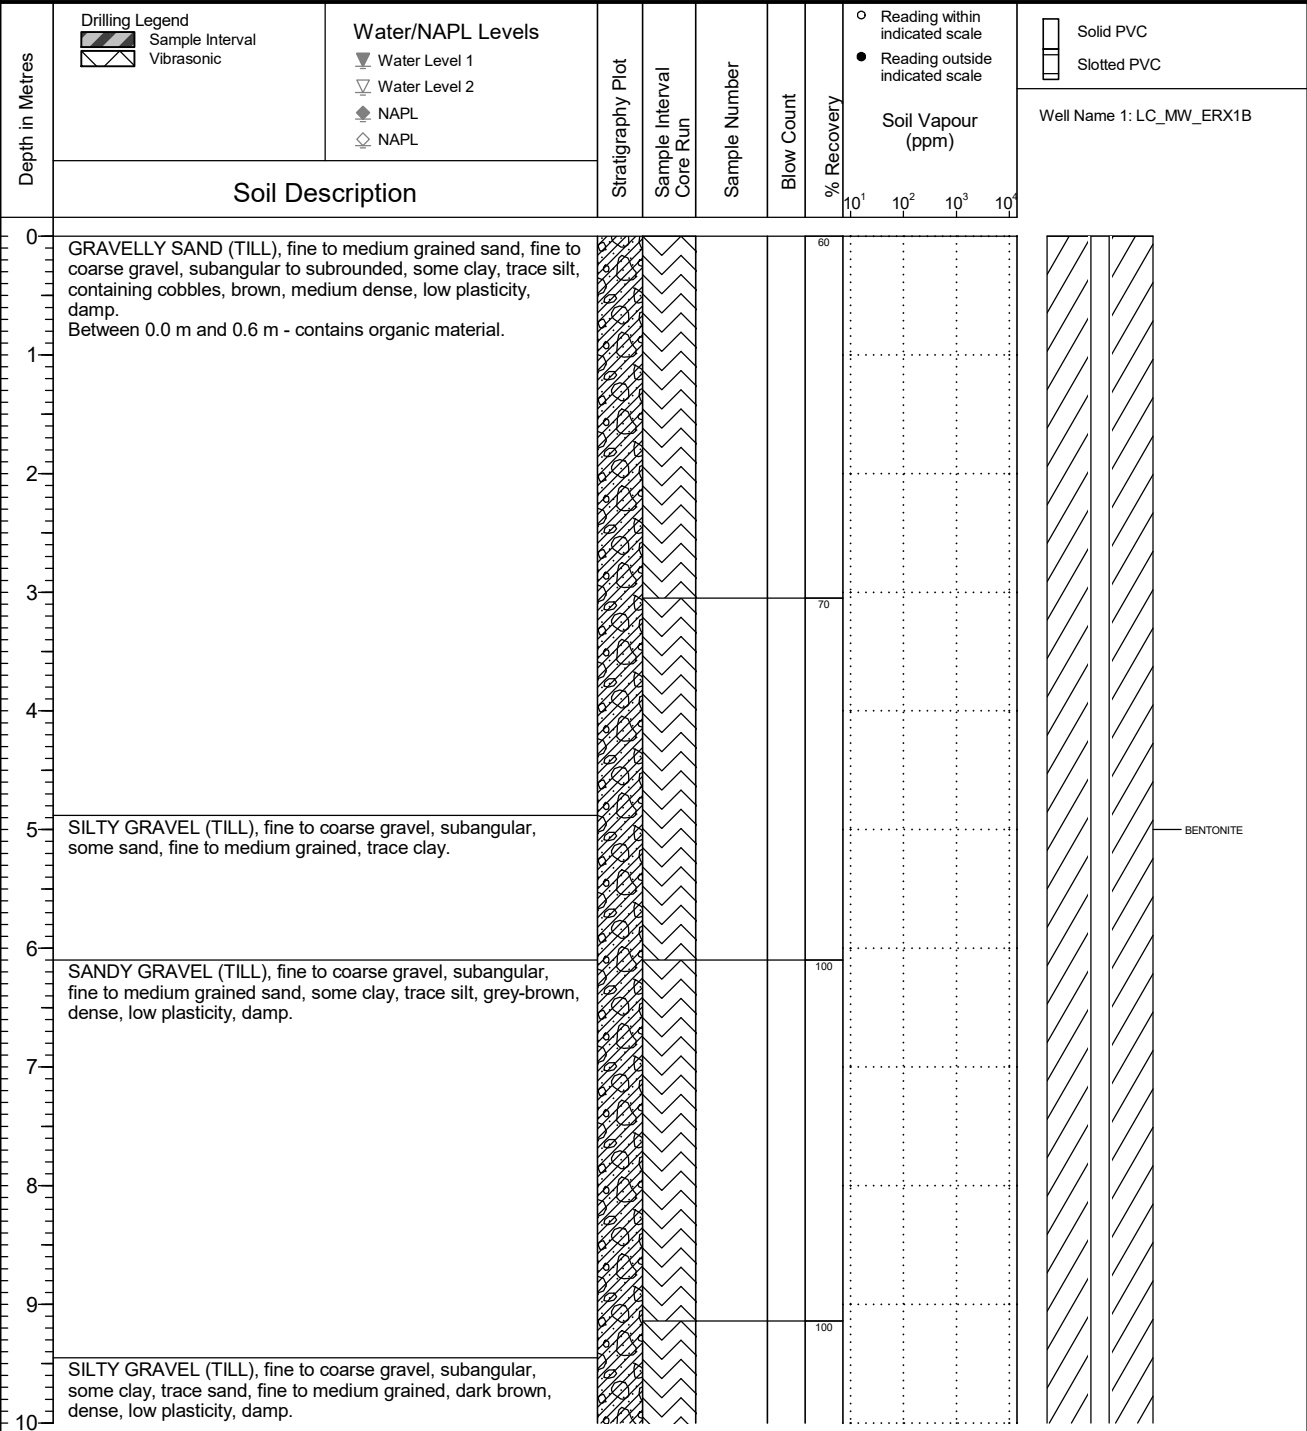 Drilling Legend
Sample Interval
Vibrasonic
Water/NAPL Levels
Water Level 1
Water Level 2
NAPL
NAPL
Depth in Metres
Soil Description
Stratigraphy Plot
Sample Interval
Core Run
Sample Number
Blow Count
% Recovery
Reading within
indicated scale
Reading outside
indicated scale
Soil Vapour
(ppm)
10¹ 10² 10³ 10⁴
Solid PVC
Slotted PVC
Well Name 1: LC_MW_ERX1B
0
GRAVELLY SAND (TILL), fine to medium grained sand, fine to
coarse gravel, subangular to subrounded, some clay, trace silt,
containing cobbles, brown, medium dense, low plasticity,
damp.
Between 0.0 m and 0.6 m - contains organic material.
60
1
2
3
70
4
5
SILTY GRAVEL (TILL), fine to coarse gravel, subangular,
some sand, fine to medium grained, trace clay.
BENTONITE
6
SANDY GRAVEL (TILL), fine to coarse gravel, subangular,
fine to medium grained sand, some clay, trace silt, grey-brown,
dense, low plasticity, damp.
100
7
8
9
100
SILTY GRAVEL (TILL), fine to coarse gravel, subangular,
some clay, trace sand, fine to medium grained, dark brown,
dense, low plasticity, damp.
10